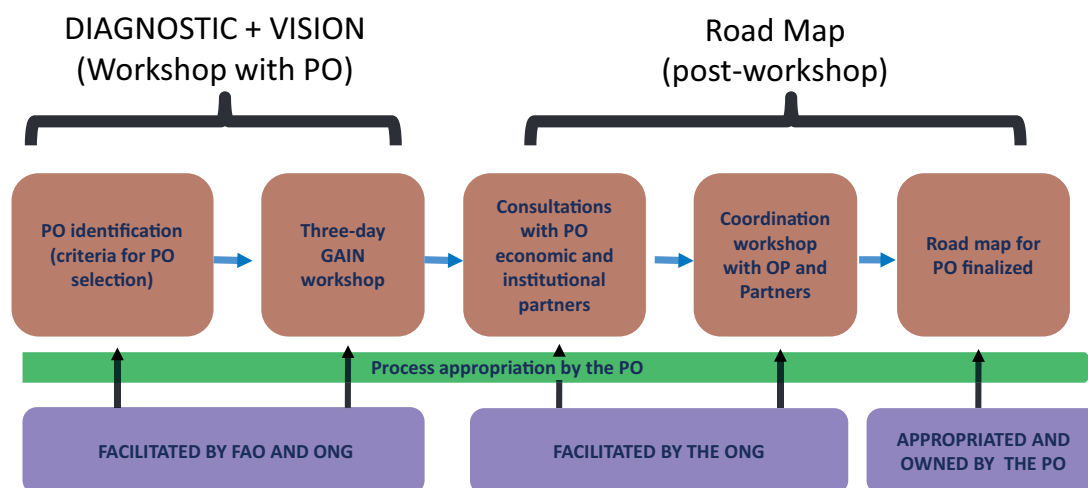 DIAGNOSTIC + VISION
(Workshop with PO)
Road Map
(post-workshop)
PO identification
(criteria for PO
selection)
Three-day
GAIN
workshop
Consultations
with PO
economic and
institutional
partners
Coordination
workshop
with OP and
Partners
Road map for
PO finalized
Process appropriation by the PO
FACILITATED BY FAO AND ONG
FACILITATED BY THE ONG
APPROPRIATED AND
OWNED BY THE PO